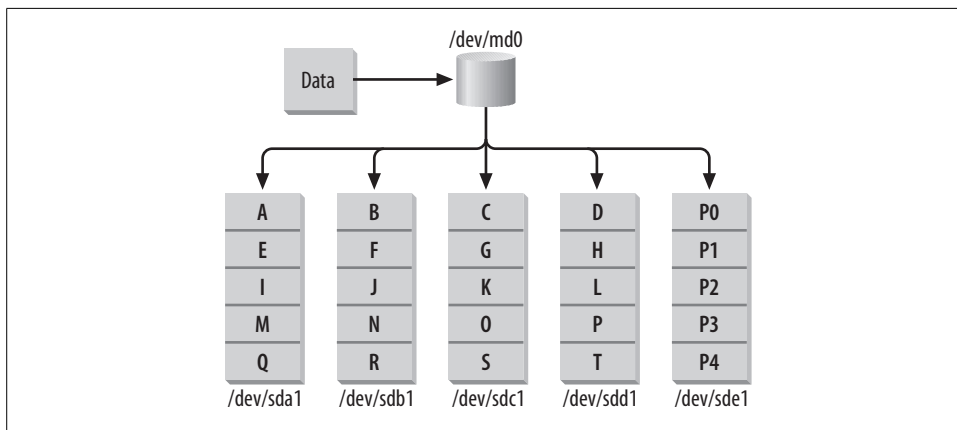 /dev/md0
Data
A B C D P0
E F G H P1
I J K L P2
M N O P P3
Q R S T P4
/dev/sda1 /dev/sdb1 /dev/sdc1 /dev/sdd1 /dev/sde1